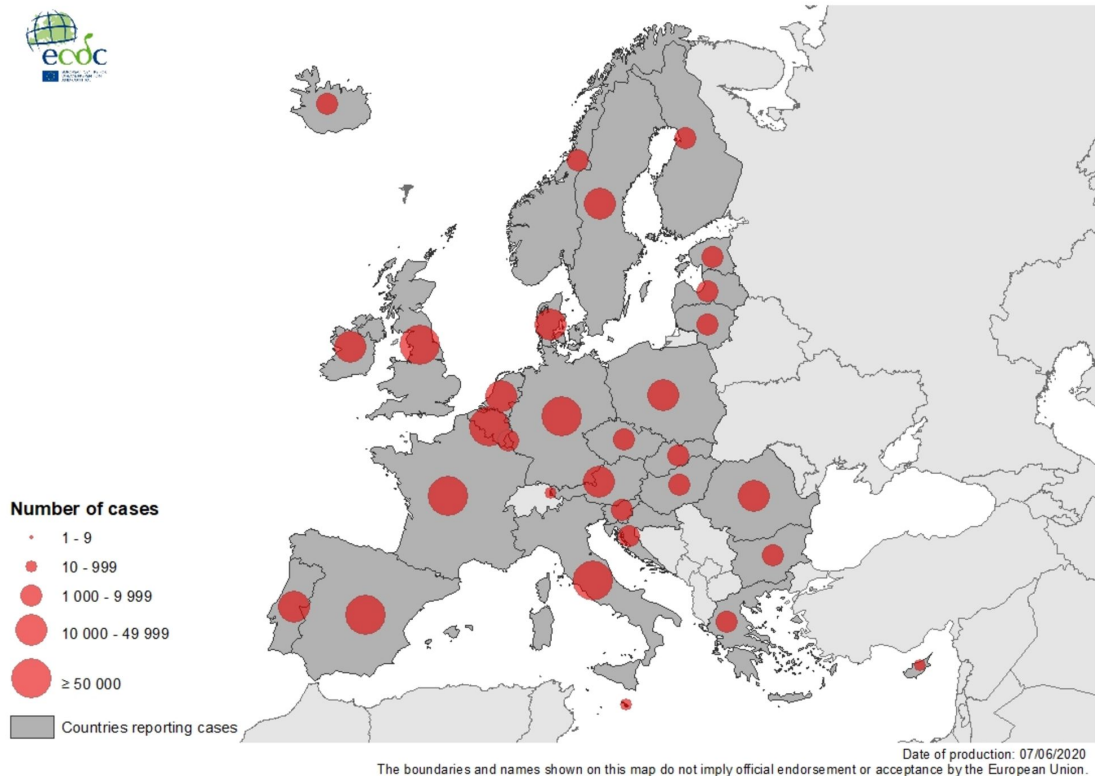 ecdc
Number of cases
1 - 9
10 - 999
1 000 - 9 999
10 000 - 49 999
≥ 50 000
Countries reporting cases
Date of production: 07/06/2020
The boundaries and names shown on this map do not imply official endorsement or acceptance by the European Union.